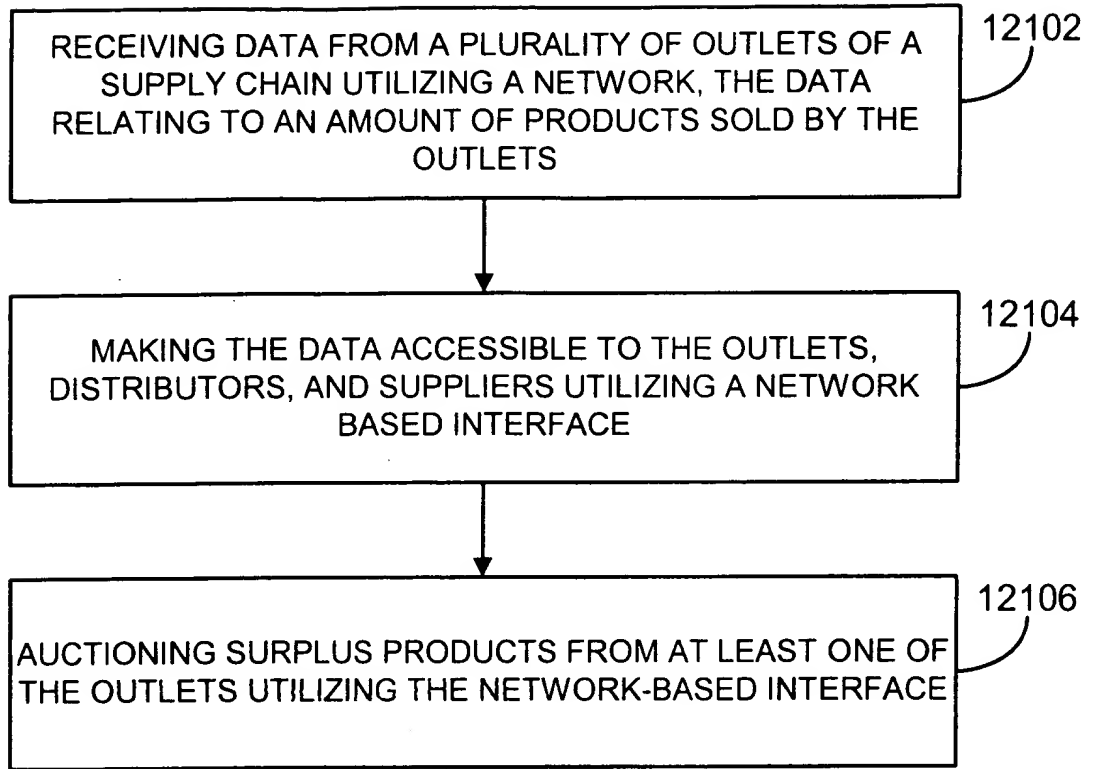 RECEIVING DATA FROM A PLURALITY OF OUTLETS OF A
SUPPLY CHAIN UTILIZING A NETWORK, THE DATA
RELATING TO AN AMOUNT OF PRODUCTS SOLD BY THE
OUTLETS
12102
MAKING THE DATA ACCESSIBLE TO THE OUTLETS,
DISTRIBUTORS, AND SUPPLIERS UTILIZING A NETWORK
BASED INTERFACE
12104
AUCTIONING SURPLUS PRODUCTS FROM AT LEAST ONE OF
THE OUTLETS UTILIZING THE NETWORK-BASED INTERFACE
12106